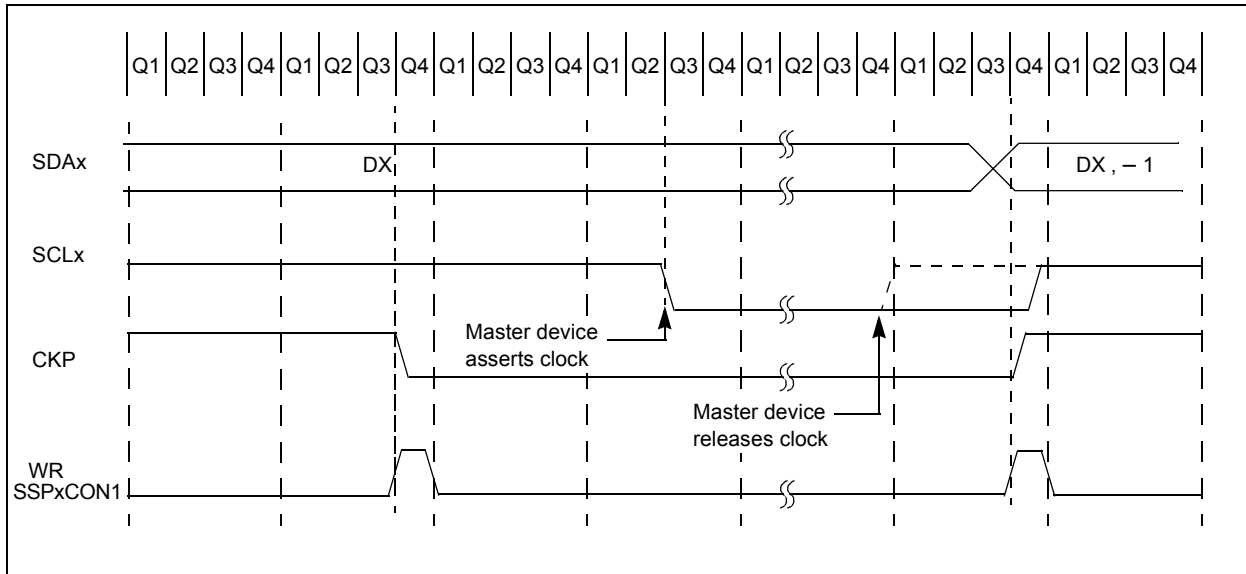 Q1 Q2 Q3 Q4 Q1 Q2 Q3 Q4 Q1 Q2 Q3 Q4 Q1 Q2 Q3 Q4 Q1 Q2 Q3 Q4 Q1 Q2 Q3 Q4 Q1 Q2 Q3 Q4
SDAx
DX
DX , – 1
SCLx
Master device
asserts clock
CKP
Master device
releases clock
WR
SSPxCON1